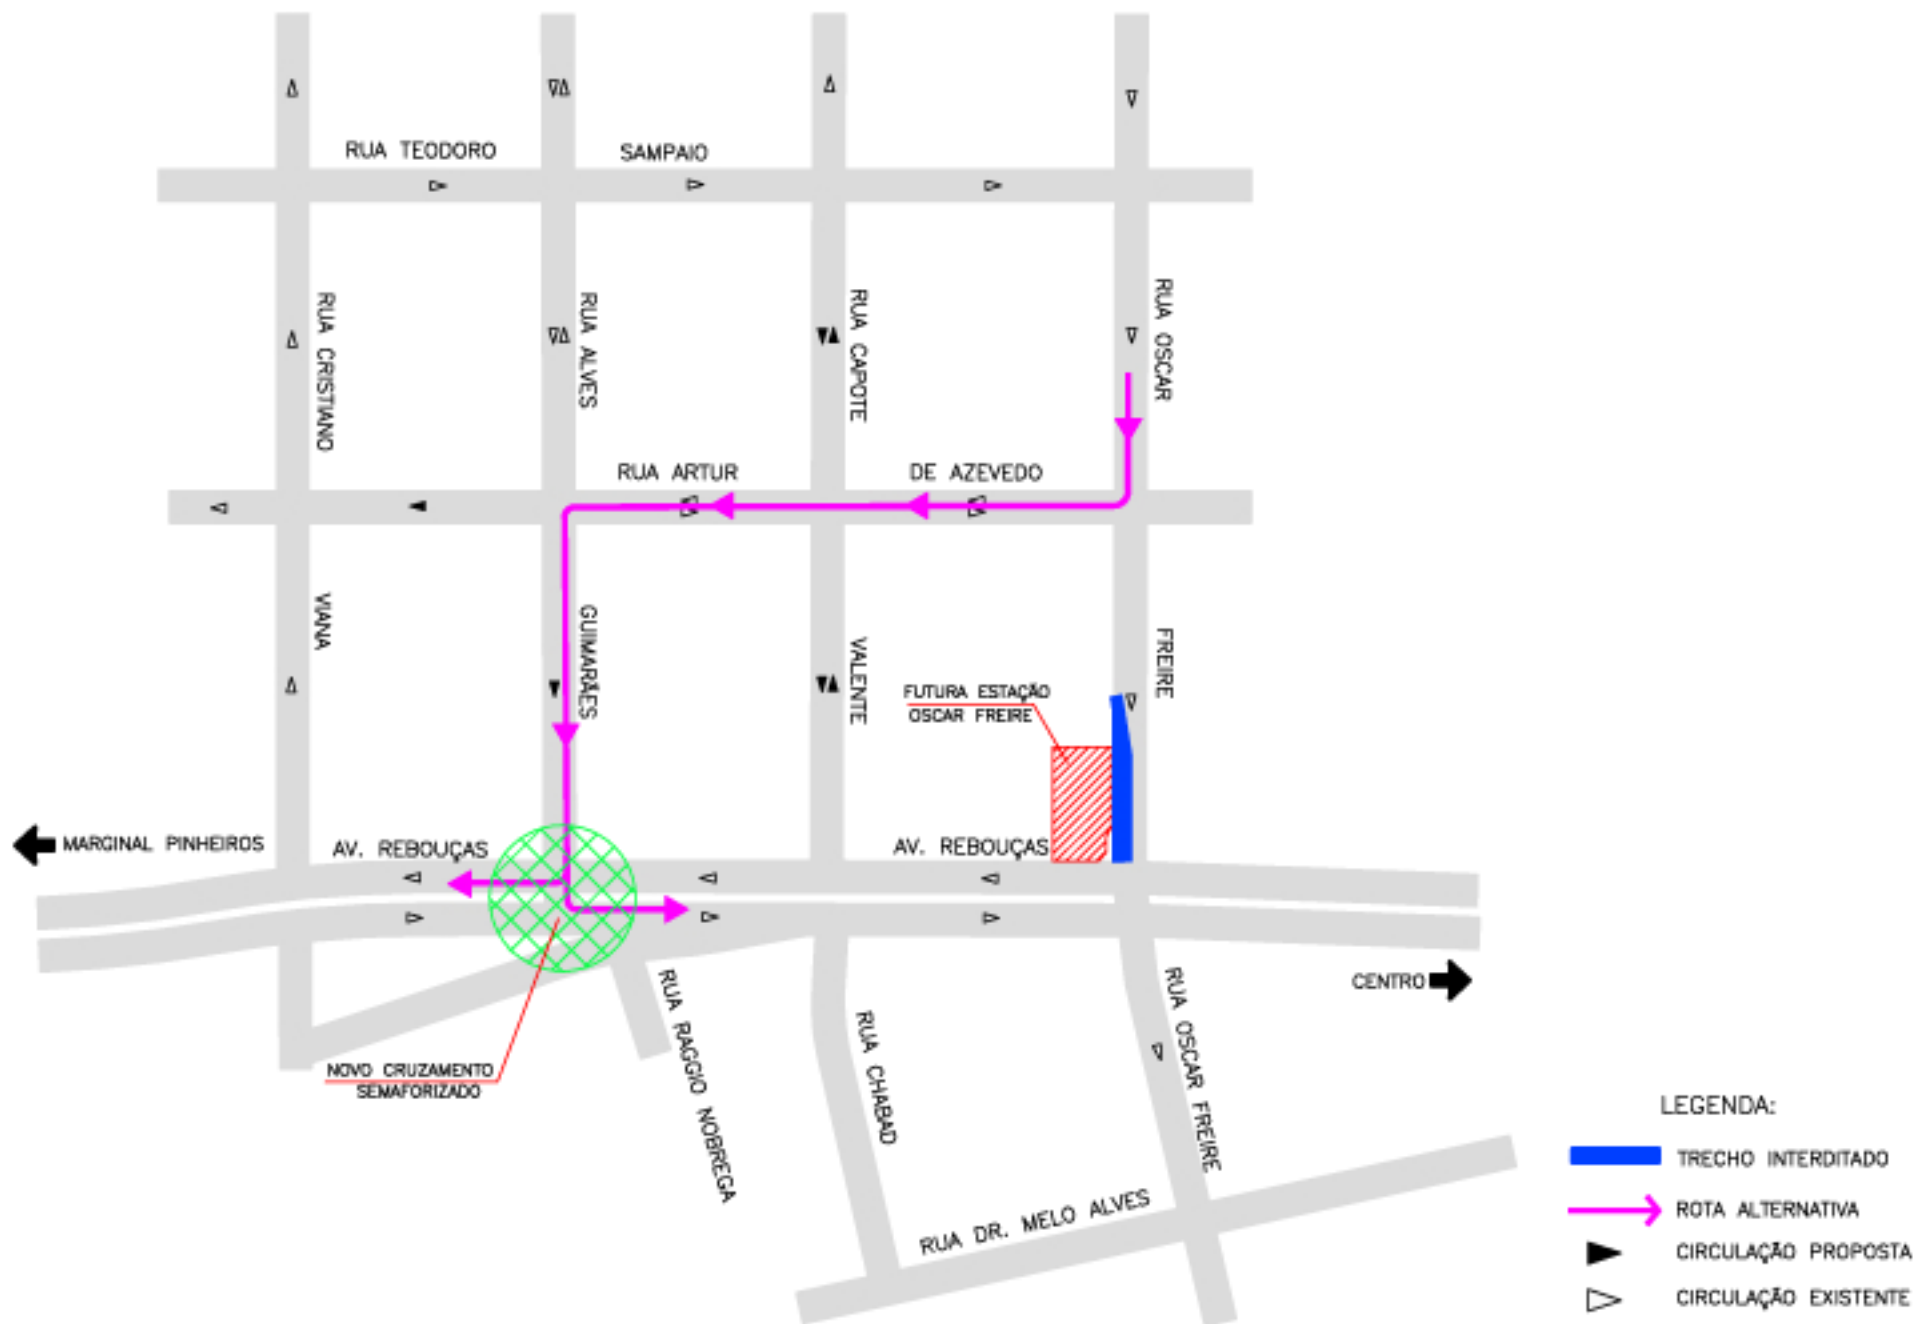 RUA TEODORO SAMPAIO
RUA CRISTIANO
RUA ALVES
RUA CAPOTE
RUA OSCAR
RUA ARTUR DE AZEVEDO
VIANA
GUIMARÃES
VALENTE
FREIRE
FUTURA ESTAÇÃO
OSCAR FREIRE
MARGINAL PINHEIROS
AV. REBOUÇAS
AV. REBOUÇAS
CENTRO
NOVO CRUZAMENTO
SEMAFORIZADO
RUA RAGGIO NOBREGA
RUA CHABAD
RUA OSCAR FREIRE
RUA DR. MELO ALVES
LEGENDA:
TRECHO INTERDITADO
ROTA ALTERNATIVA
CIRCULAÇÃO PROPOSTA
CIRCULAÇÃO EXISTENTE